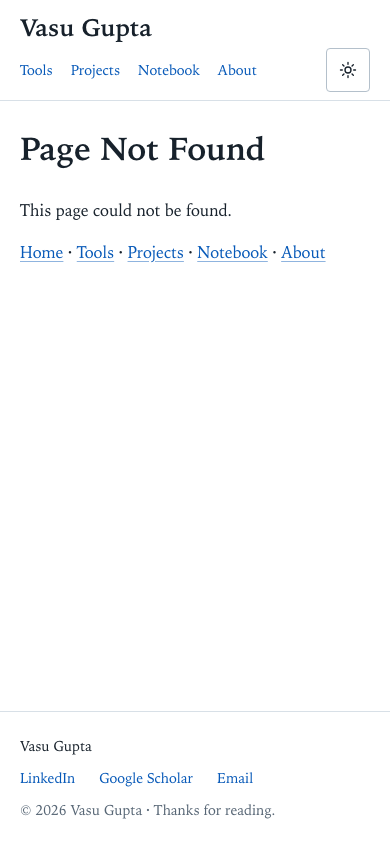 Vasu Gupta
Tools Projects Notebook About
Page Not Found
This page could not be found.
Home · Tools · Projects · Notebook · About
Vasu Gupta
LinkedIn Google Scholar Email
© 2026 Vasu Gupta · Thanks for reading.